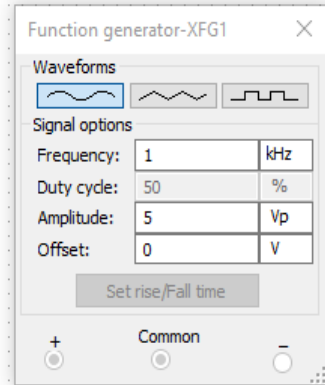 Function generator-XFG1
Waveforms
Signal options
Frequency: 1 kHz
Duty cycle: 50 %
Amplitude: 5 Vp
Offset: 0 V
Set rise/Fall time
+ Common −